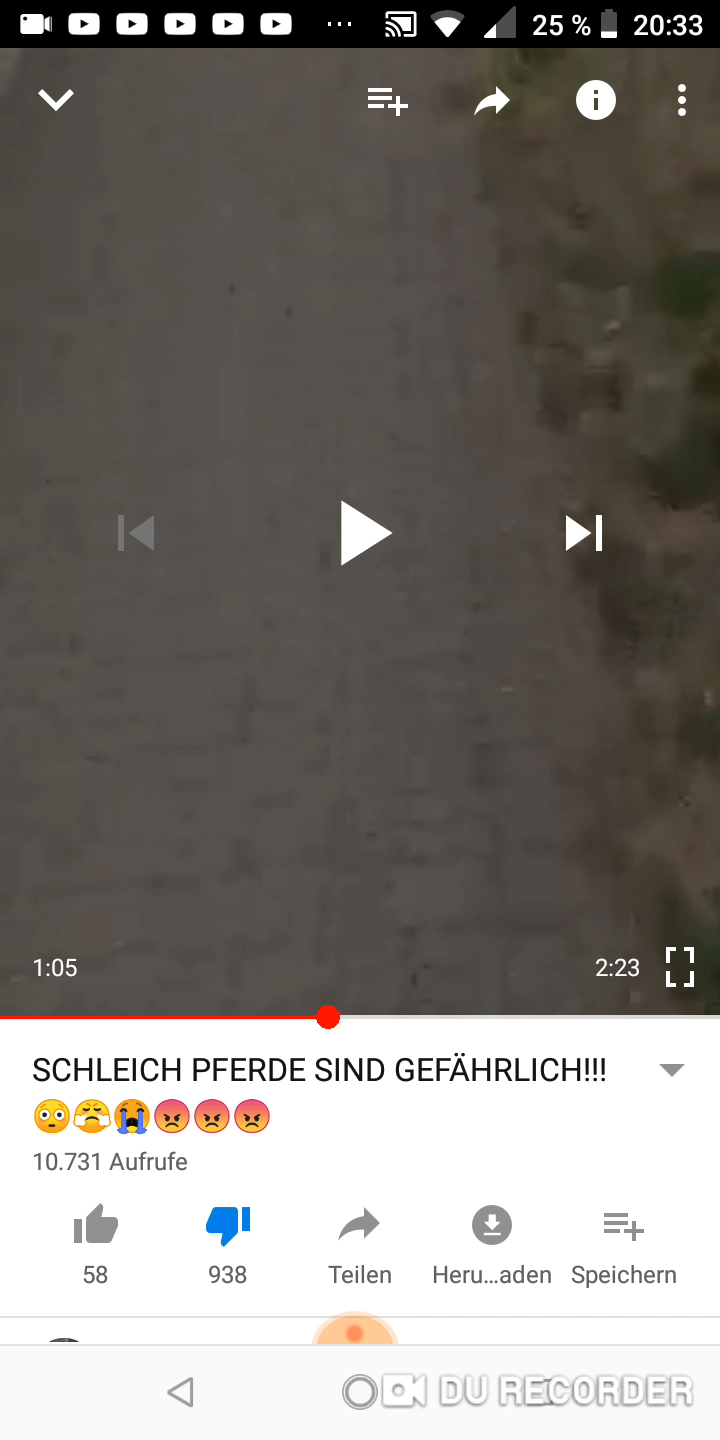 25 % 20:33
1:05 2:23
SCHLEICH PFERDE SIND GEFÄHRLICH!!!
😳😤😭😡😡😡
10.731 Aufrufe
58 938 Teilen Heru...aden Speichern
DU RECORDER